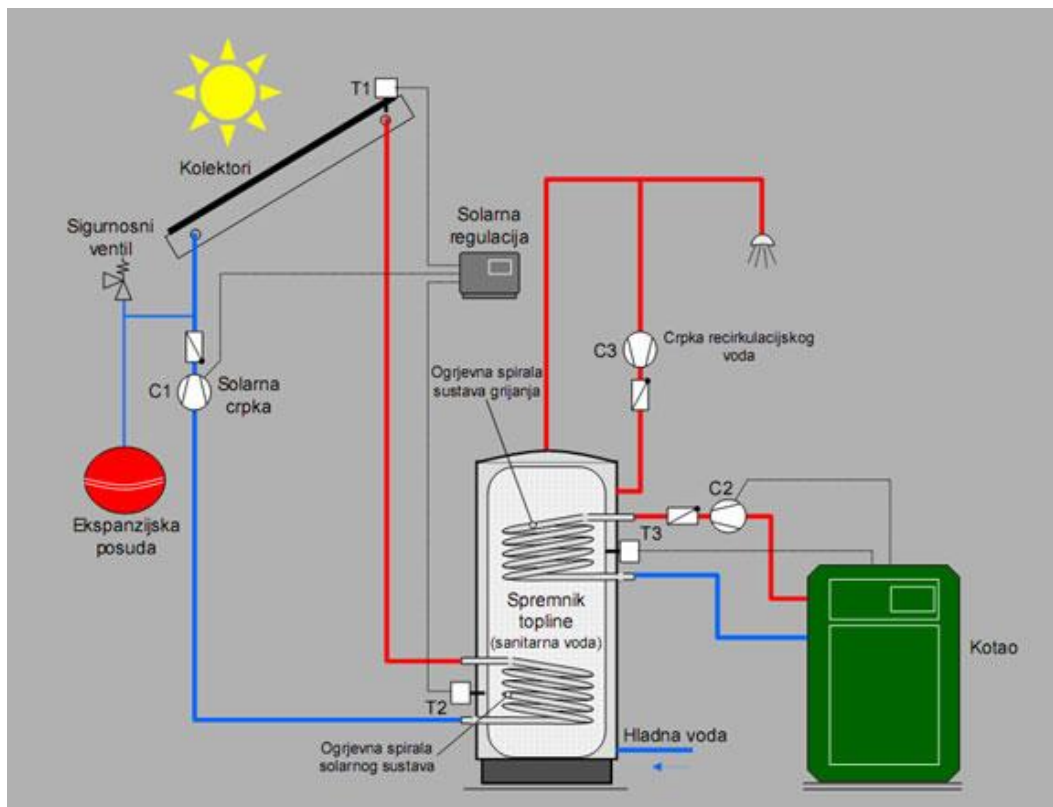 T1
Kolektori
Sigurnosni
ventil
Solarna
regulacija
C3
Crpka recirkulacijskog
voda
Ogrjevna spirala
sustava grijanja
C1
Solarna
crpka
C2
Ekspanzijska
posuda
T3
Spremnik
topline
(sanitarna voda)
Kotao
T2
Hladna voda
Ogrjevna spirala
solarnog sustava